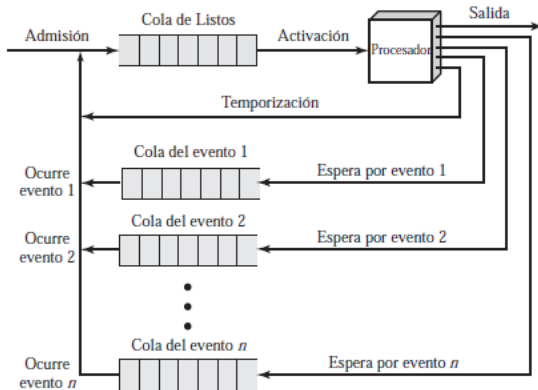 Cola de Listos
Salida
Admisión
Activación
Procesador
Temporización
Cola del evento 1
Espera por evento 1
Ocurre
evento 1
Cola del evento 2
Espera por evento 2
Ocurre
evento 2
Cola del evento n
Espera por evento n
Ocurre
evento n